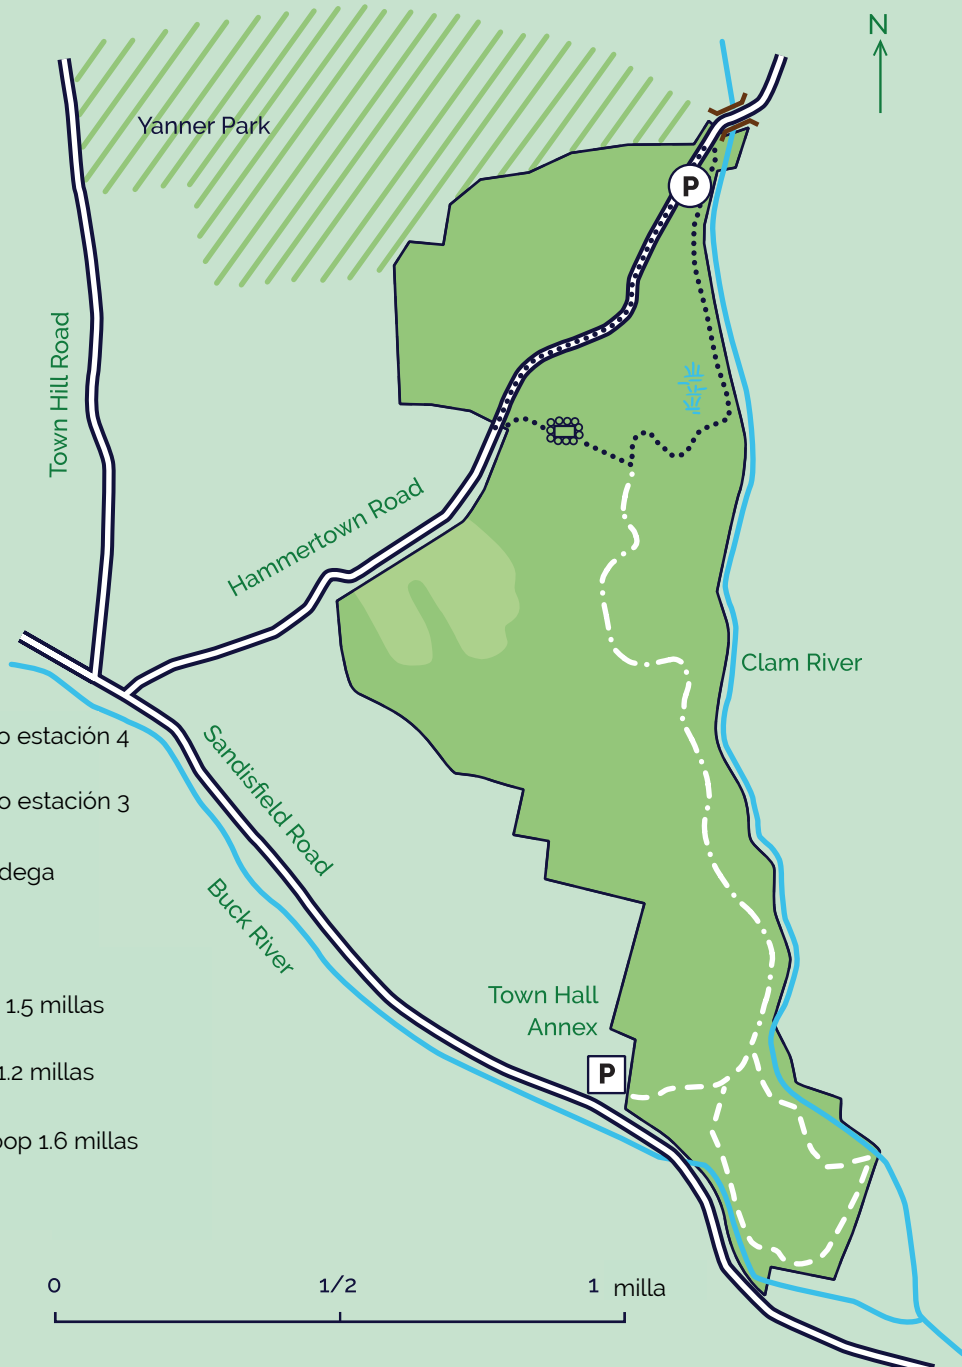 N
Yanner Park
P
Town Hill Road
Hammertown Road
Clam River
o estación 4
Sandisfield Road
o estación 3
dega
Buck River
Town Hall
Annex
1.5 millas
P
1.2 millas
oop 1.6 millas
0 1/2 1 milla